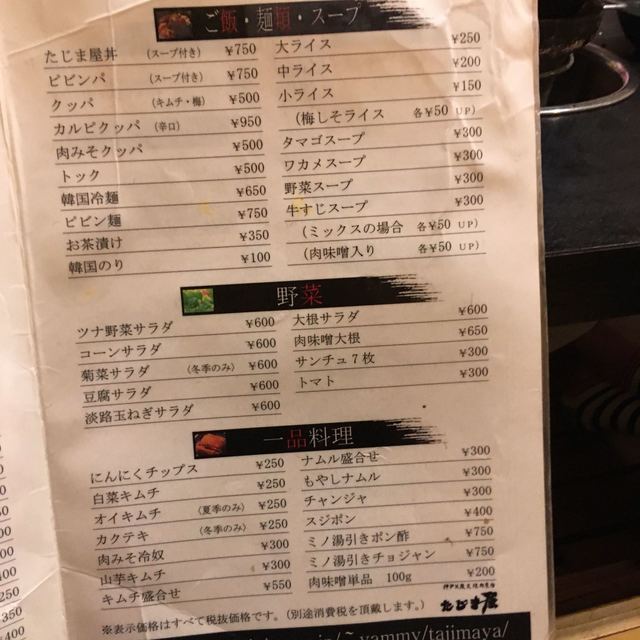 ご飯・麺類・スープ
たじま屋丼 (スープ付き) ¥750
ビビンバ (スープ付き) ¥750
クッパ (キムチ・梅) ¥500
カルビクッパ (辛口) ¥950
肉みそクッパ ¥500
トック ¥500
韓国冷麺 ¥650
ビビン麺 ¥750
お茶漬け ¥350
韓国のり ¥100
大ライス ¥250
中ライス ¥200
小ライス ¥150
(梅しそライス 各¥50 UP)
タマゴスープ ¥300
ワカメスープ ¥300
野菜スープ ¥300
牛すじスープ ¥300
(ミックスの場合 各¥50 UP)
(肉味噌入り 各¥50 UP)
野菜
ツナ野菜サラダ ¥600
コーンサラダ ¥600
菊菜サラダ (冬季のみ) ¥600
豆腐サラダ ¥600
淡路玉ねぎサラダ ¥600
大根サラダ ¥600
肉味噌大根 ¥650
サンチュ7枚 ¥300
トマト ¥300
一品料理
にんにくチップス ¥250
白菜キムチ ¥250
オイキムチ (夏季のみ) ¥250
カクテキ (冬季のみ) ¥250
肉みそ冷奴 ¥300
山芋キムチ ¥300
キムチ盛合せ ¥550
ナムル盛合せ ¥300
もやしナムル ¥300
チャンジャ ¥300
スジポン ¥400
ミノ湯引きポン酢 ¥750
ミノ湯引きチョジャン ¥750
肉味噌単品 100g ¥200
※表示価格はすべて税抜価格です。(別途消費税を頂戴します。)
たじま屋
yammy/tajimaya/